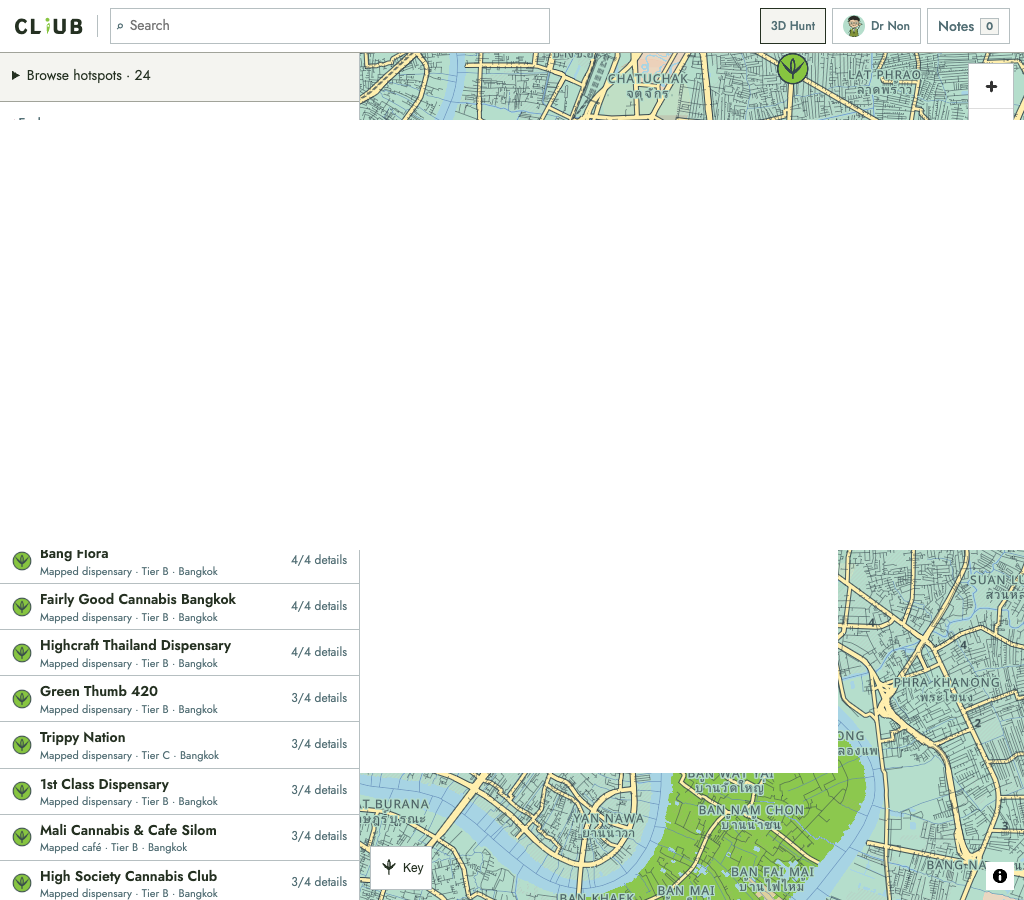 CLiUB
Search
3D Hunt
Dr Non
Notes 0
Browse hotspots · 24
CHATUCHAK
จตุจักร
LAT PHRAO
ลาดพร้าว
+
Bang Flora
Mapped dispensary · Tier B · Bangkok
4/4 details
Fairly Good Cannabis Bangkok
Mapped dispensary · Tier B · Bangkok
4/4 details
Highcraft Thailand Dispensary
Mapped dispensary · Tier B · Bangkok
4/4 details
Green Thumb 420
Mapped dispensary · Tier B · Bangkok
3/4 details
Trippy Nation
Mapped dispensary · Tier C · Bangkok
3/4 details
1st Class Dispensary
Mapped dispensary · Tier B · Bangkok
3/4 details
Mali Cannabis & Cafe Silom
Mapped café · Tier B · Bangkok
3/4 details
High Society Cannabis Club
Mapped dispensary · Tier B · Bangkok
3/4 details
4
4
PHRA KHANONG
พระโขนง
2
3
BURANA
YAN NAWA
ยานนาวา
บ้านวัดใหญ่
BAN NAM CHON
บ้านน้ำชน
BAN FAI MAI
บ้านไฟไหม้
BAN MAI
BAN KHAEK
BANG-NA
Key